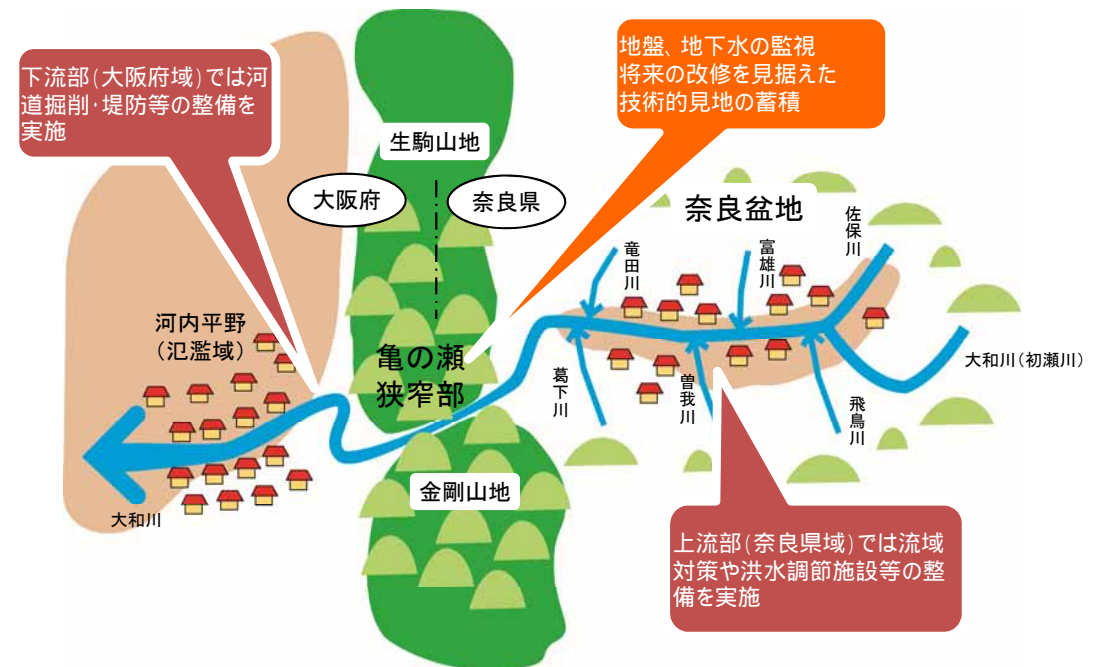 下流部(大阪府域)では河
道掘削・堤防等の整備を
実施
地盤、地下水の監視
将来の改修を見据えた
技術的見地の蓄積
生駒山地
大阪府
奈良県
奈良盆地
佐保川
竜田川
富雄川
河内平野
(氾濫域)
亀の瀬
狭窄部
大和川(初瀬川)
葛下川
曽我川
飛鳥川
金剛山地
大和川
上流部(奈良県域)では流域
対策や洪水調節施設等の整
備を実施